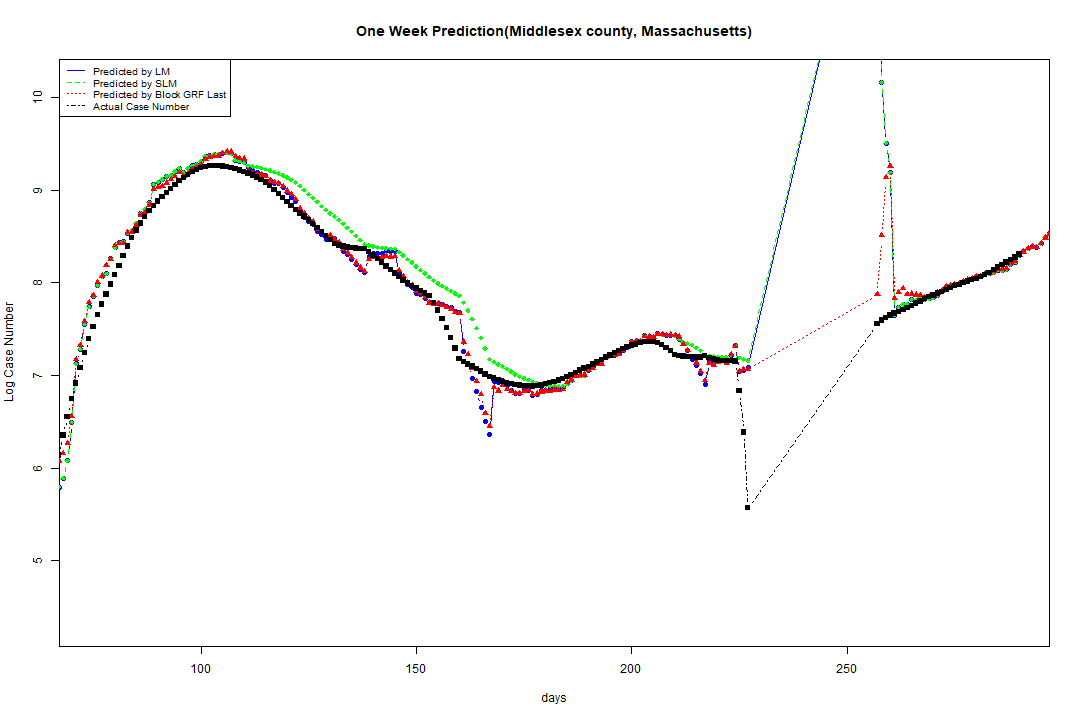 One Week Prediction(Middlesex county, Massachusetts)
Predicted by LM
Predicted by SLM
Predicted by Block GRF Last
Actual Case Number
Log Case Number
10
9
8
7
6
5
100 150 200 250
days